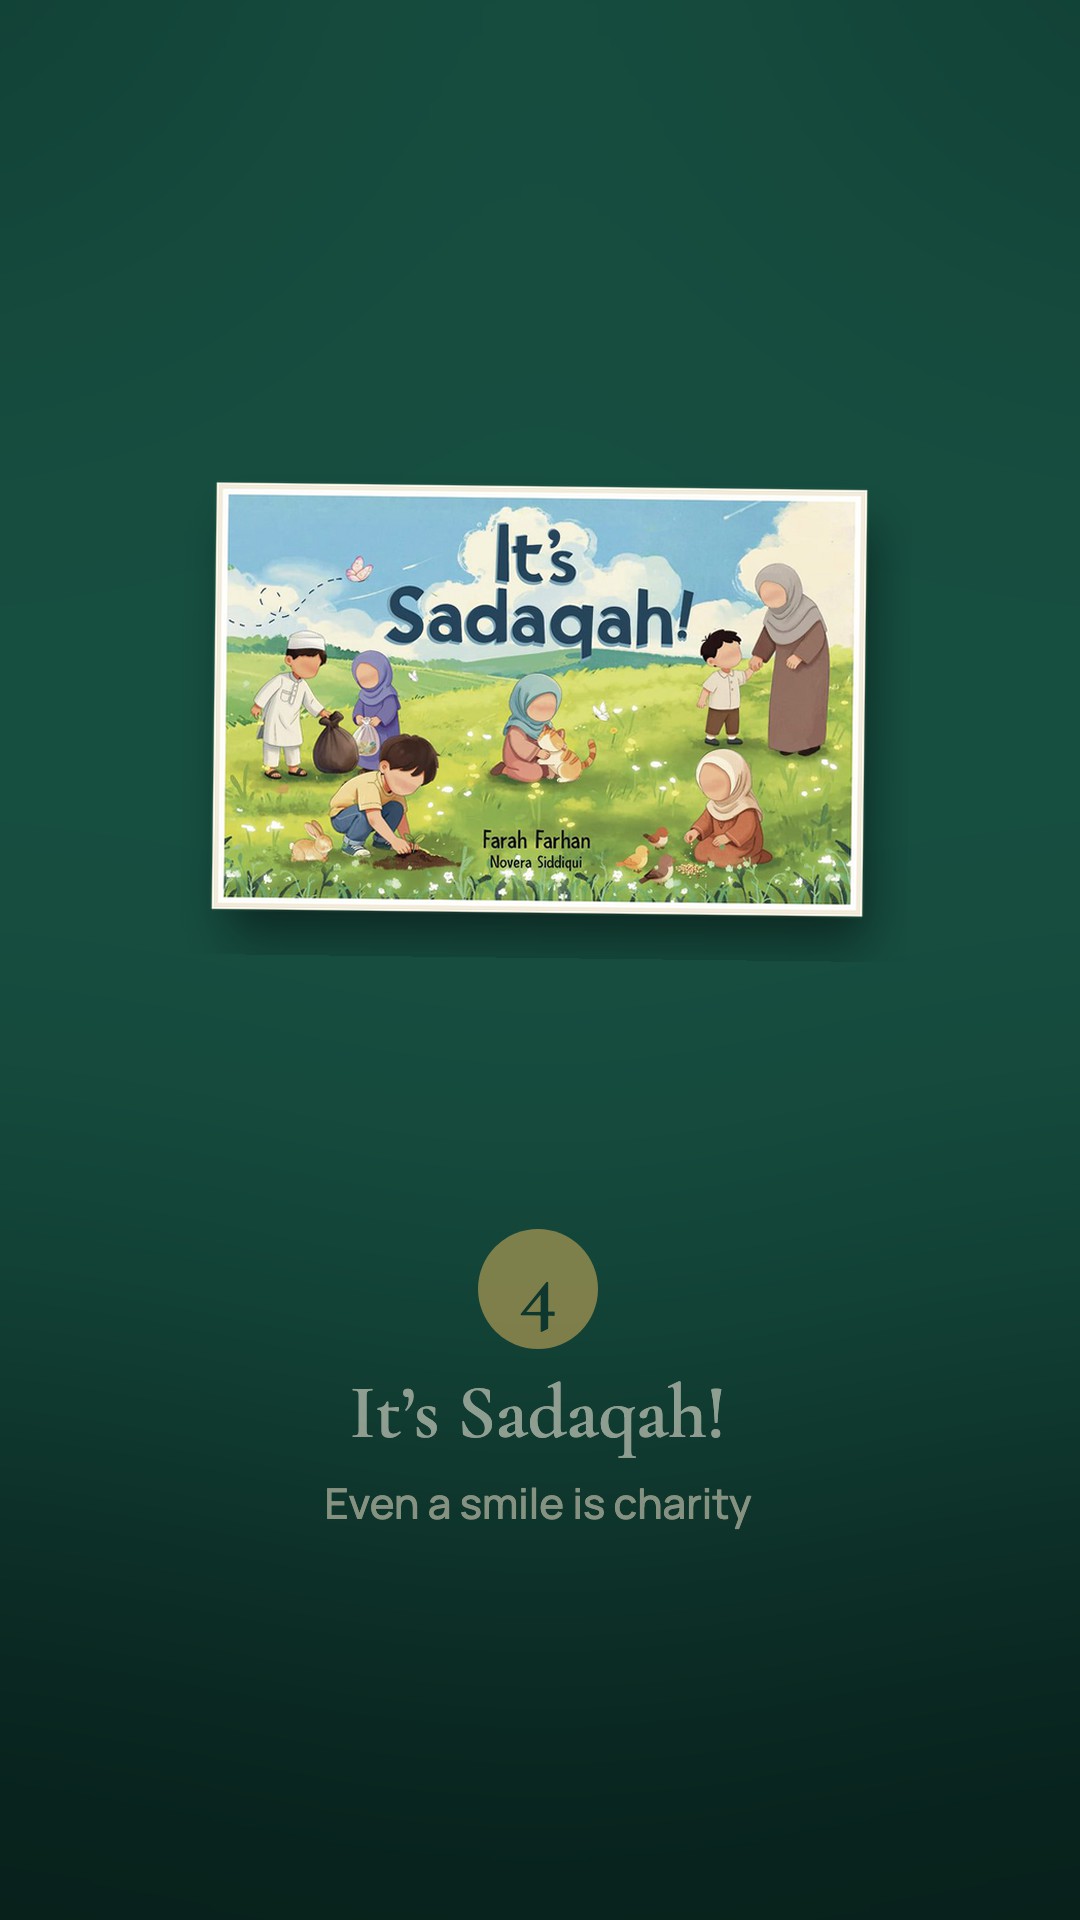 It's
Sadaqah!
Farah Farhan
Novera Siddiqui
4
It's Sadaqah!
Even a smile is charity